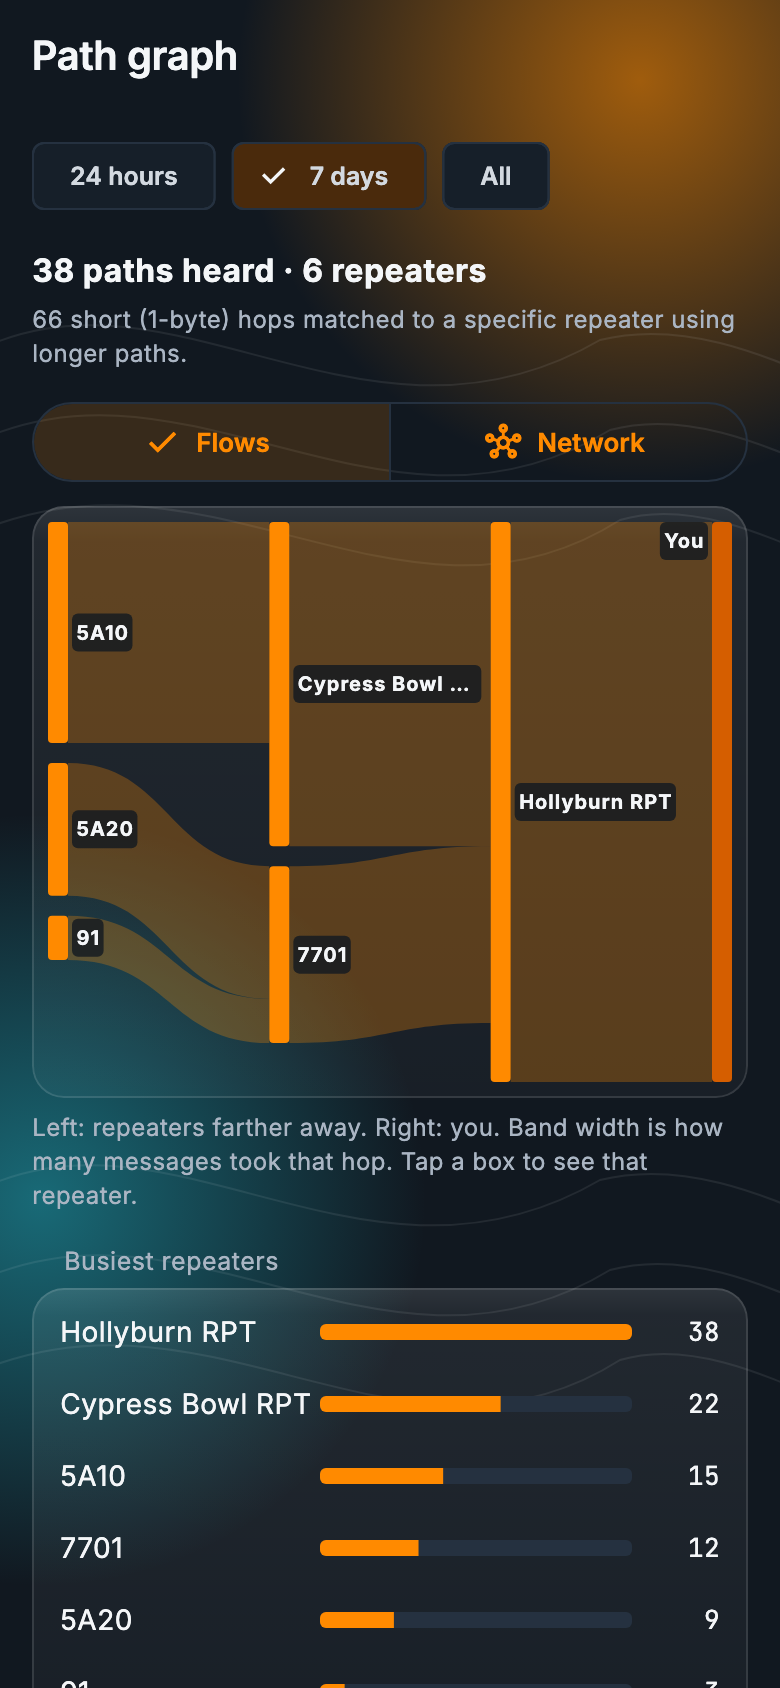 Path graph
24 hours
7 days
All
38 paths heard · 6 repeaters
66 short (1-byte) hops matched to a specific repeater using
longer paths.
Flows
Network
You
5A10
Cypress Bowl ...
Hollyburn RPT
5A20
91
7701
Left: repeaters farther away. Right: you. Band width is how
many messages took that hop. Tap a box to see that
repeater.
Busiest repeaters
Hollyburn RPT 38
Cypress Bowl RPT 22
5A10 15
7701 12
5A20 9